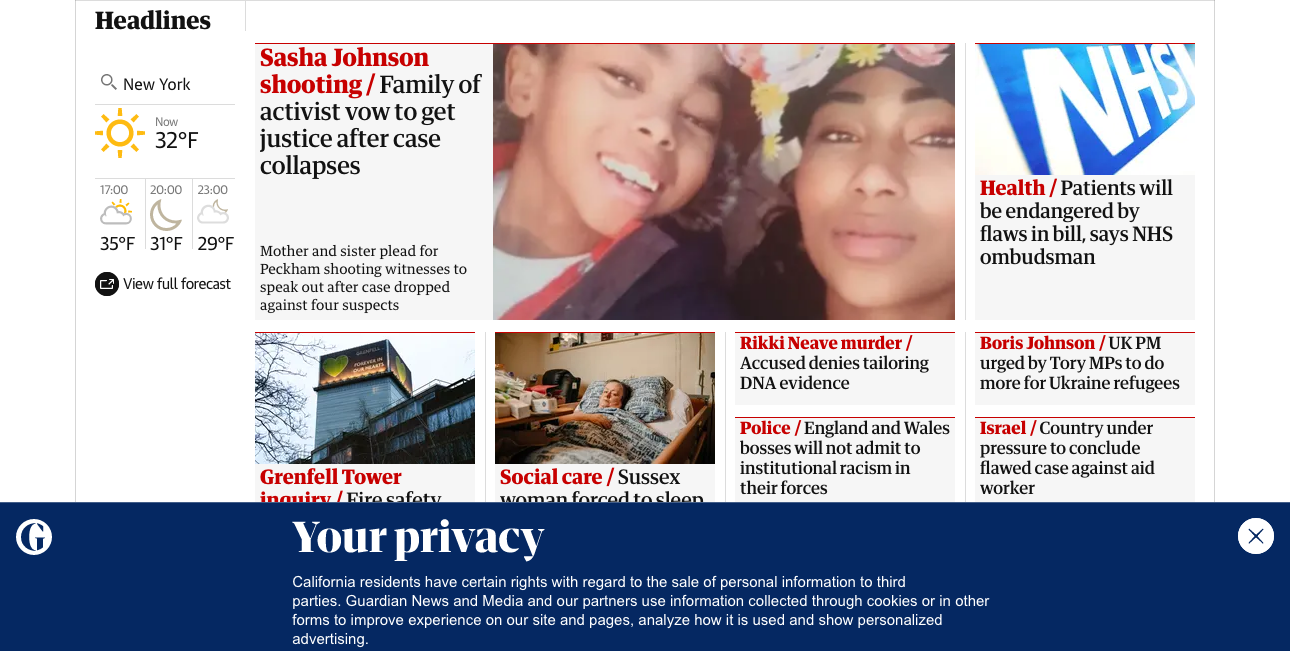 Headlines
New York
Now
32°F
17:00
20:00
23:00
35°F
31°F
29°F
View full forecast
Sasha Johnson
shooting / Family of
activist vow to get
justice after case
collapses
Mother and sister plead for
Peckham shooting witnesses to
speak out after case dropped
against four suspects
NHS
Health / Patients will
be endangered by
flaws in bill, says NHS
ombudsman
GRENFELL
FOREVER IN
OUR HEARTS
Grenfell Tower
inquiry / Fire safety
Social care / Sussex
woman forced to sleep
Rikki Neave murder /
Accused denies tailoring
DNA evidence
Police / England and Wales
bosses will not admit to
institutional racism in
their forces
Boris Johnson / UK PM
urged by Tory MPs to do
more for Ukraine refugees
Israel / Country under
pressure to conclude
flawed case against aid
worker
G
Your privacy
California residents have certain rights with regard to the sale of personal information to third
parties. Guardian News and Media and our partners use information collected through cookies or in other
forms to improve experience on our site and pages, analyze how it is used and show personalized
advertising.